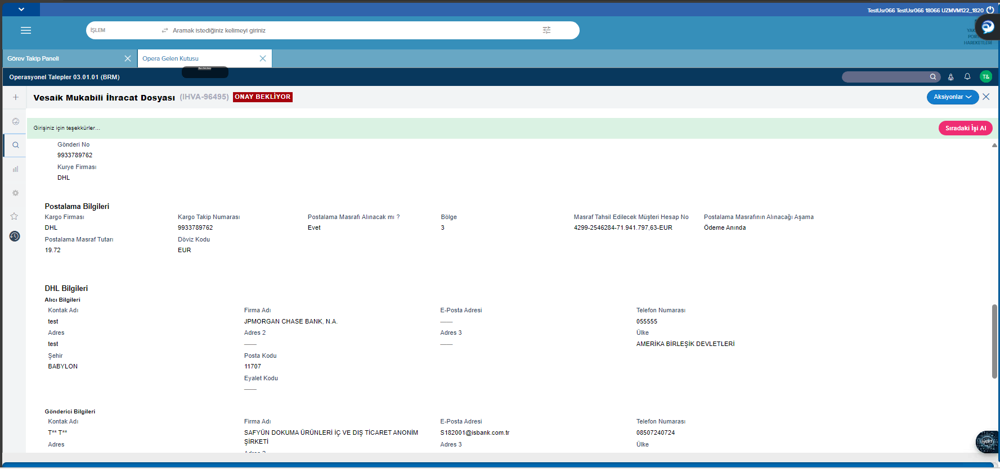 TestUsr066 TestUsr066 18066 UZMVM122_1820
İŞLEM
Aramak istediğiniz kelimeyi giriniz
HAREKETLERİ
Görev Takip Paneli
Opera Gelen Kutusu
Operasyonel Talepler 03.01.01 (BRM)
T&
Vesaik Mukabili İhracat Dosyası (IHVA-96495) ONAY BEKLİYOR
Aksiyonlar
Girişiniz için teşekkürler...
Sıradaki İşi Al
Gönderi No
9933789762
Kurye Firması
DHL
Postalama Bilgileri
Kargo Firması Kargo Takip Numarası Postalama Masrafı Alınacak mı ? Bölge Masraf Tahsil Edilecek Müşteri Hesap No Postalama Masrafının Alınacağı Aşama
DHL 9933789762 Evet 3 4299-2546284-71.941.797,63-EUR Ödeme Anında
Postalama Masraf Tutarı Döviz Kodu
19.72 EUR
DHL Bilgileri
Alıcı Bilgileri
Kontak Adı Firma Adı E-Posta Adresi Telefon Numarası
test JPMORGAN CHASE BANK, N.A. 055555
Adres Adres 2 Adres 3 Ülke
test AMERİKA BİRLEŞİK DEVLETLERİ
Şehir Posta Kodu
BABYLON 11707
Eyalet Kodu
Gönderici Bilgileri
Kontak Adı Firma Adı E-Posta Adresi Telefon Numarası
T** T** SAFYÜN DOKUMA ÜRÜNLERİ İÇ VE DIŞ TİCARET ANONİM ŞİRKETİ S182001@isbank.com.tr 08507240724
Adres Adres 3 Ülke